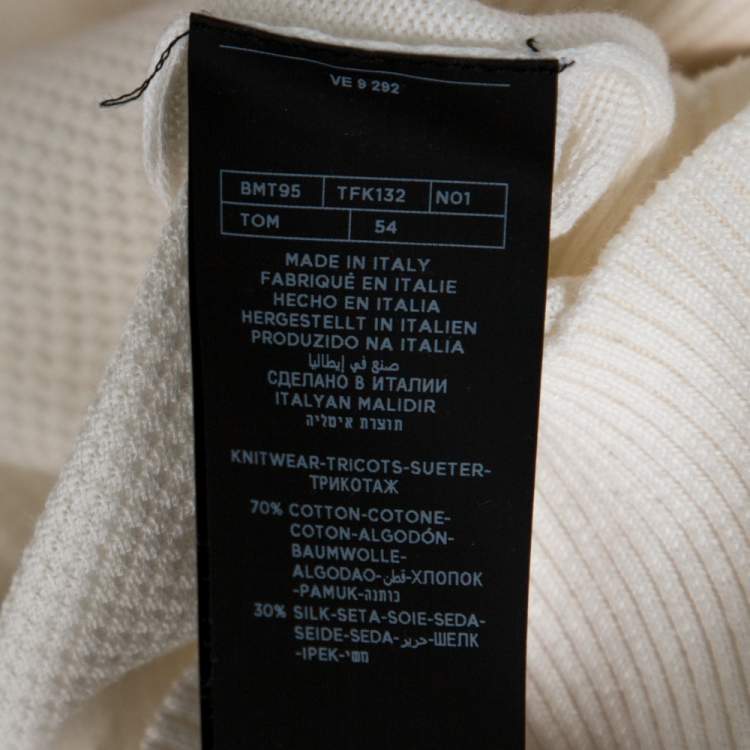 VE 9 292
BMT95 TFK132 N01
TOM 54
MADE IN ITALY
FABRIQUÉ EN ITALIE
HECHO EN ITALIA
HERGESTELLT IN ITALIEN
PRODUZIDO NA ITALIA
صنع في إيطاليا
СДЕЛАНО В ИТАЛИИ
ITALYAN MALIDIR
תוצרת איטליה
KNITWEAR-TRICOTS-SUETER-
ТРИКОТАЖ
70% COTTON-COTONE-
COTON-ALGODÓN-
BAUMWOLLE-
ALGODAO-قطن-ХЛОПОК
-PAMUK-כותנה
30% SILK-SETA-SOIE-SEDA-
SEIDE-SEDA-حرير-ШЕЛК
-IPEK-משי